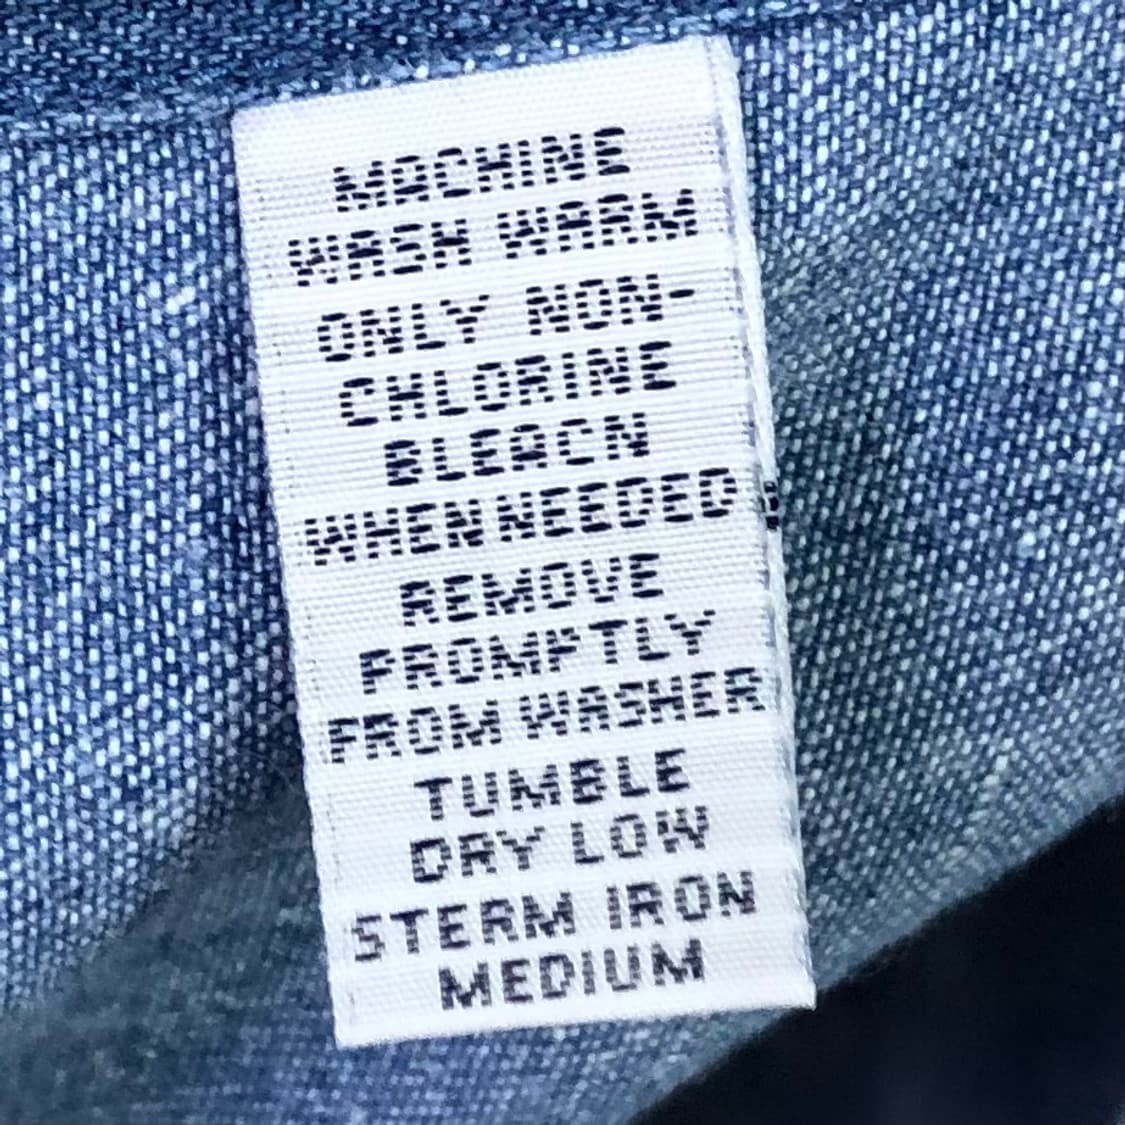 MACHINE
WASH WARM
ONLY NON-
CHLORINE
BLEACN
WHEN NEEDED
REMOVE
PROMPTLY
FROM WASHER
TUMBLE
DRY LOW
STERM IRON
MEDIUM